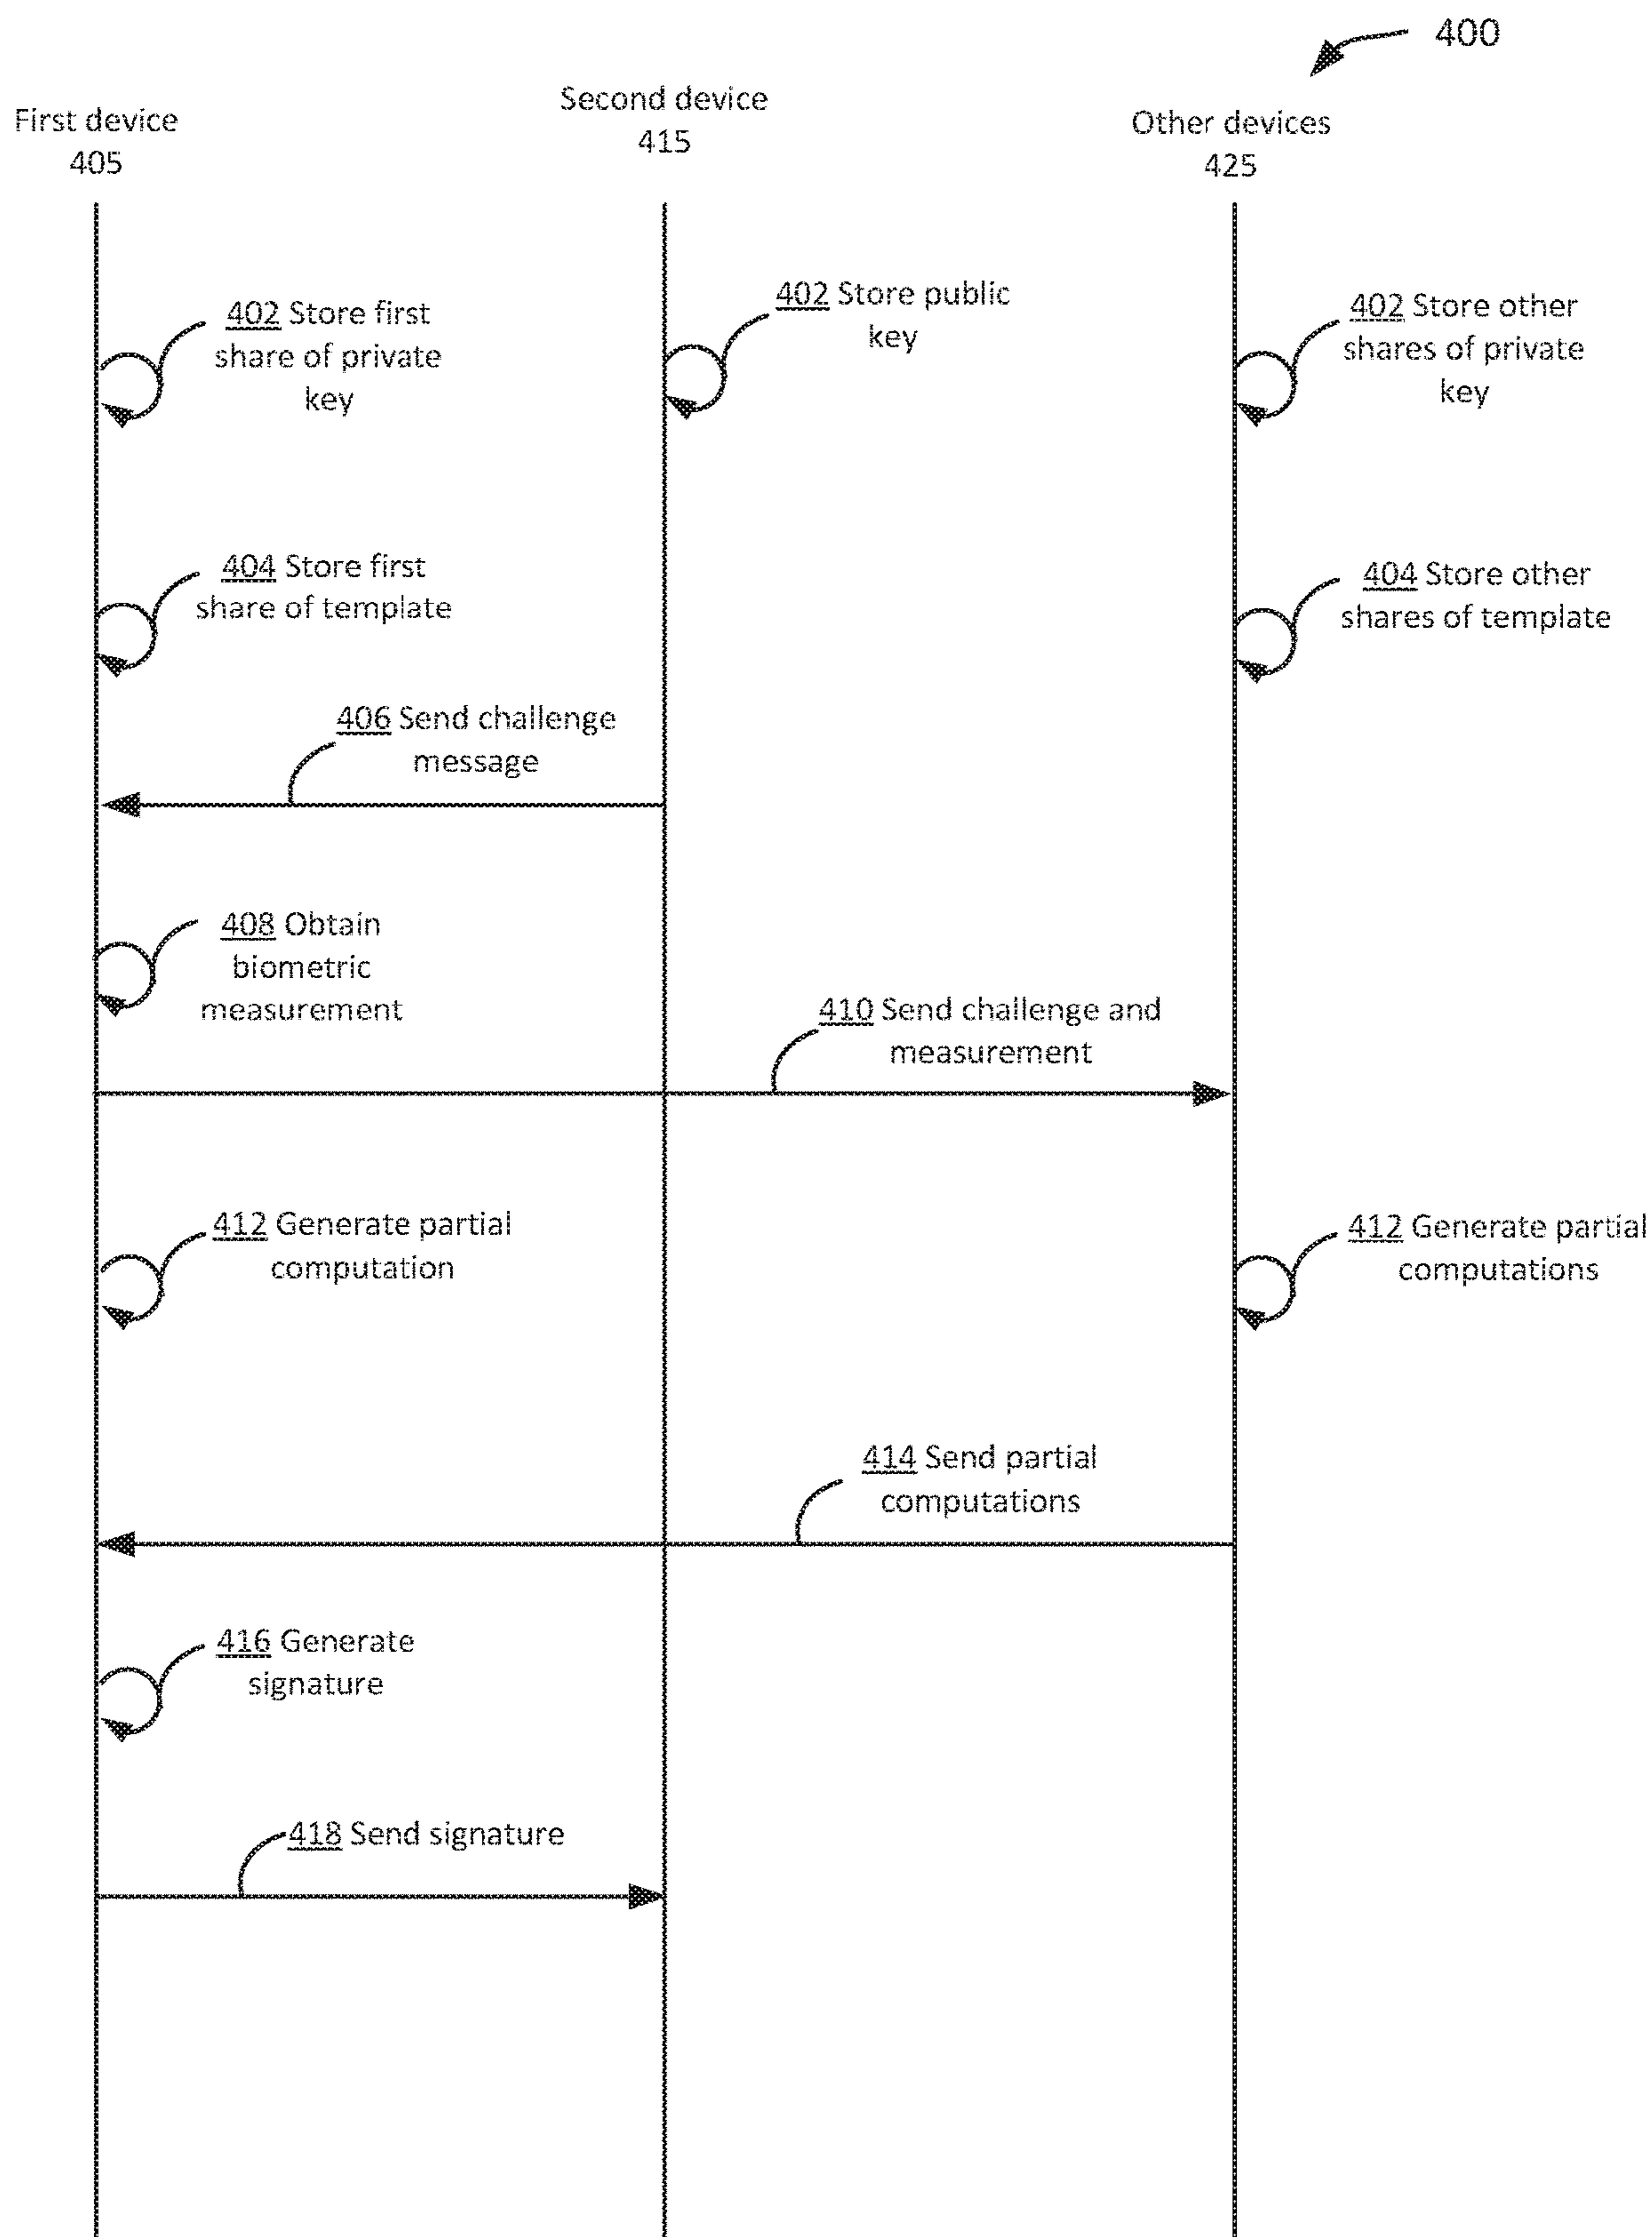 400
First device
405
Second device
415
Other devices
425
402 Store first
share of private
key
402 Store public
key
402 Store other
shares of private
key
404 Store first
share of template
404 Store other
shares of template
406 Send challenge
message
408 Obtain
biometric
measurement
410 Send challenge and
measurement
412 Generate partial
computation
412 Generate partial
computations
414 Send partial
computations
416 Generate
signature
418 Send signature